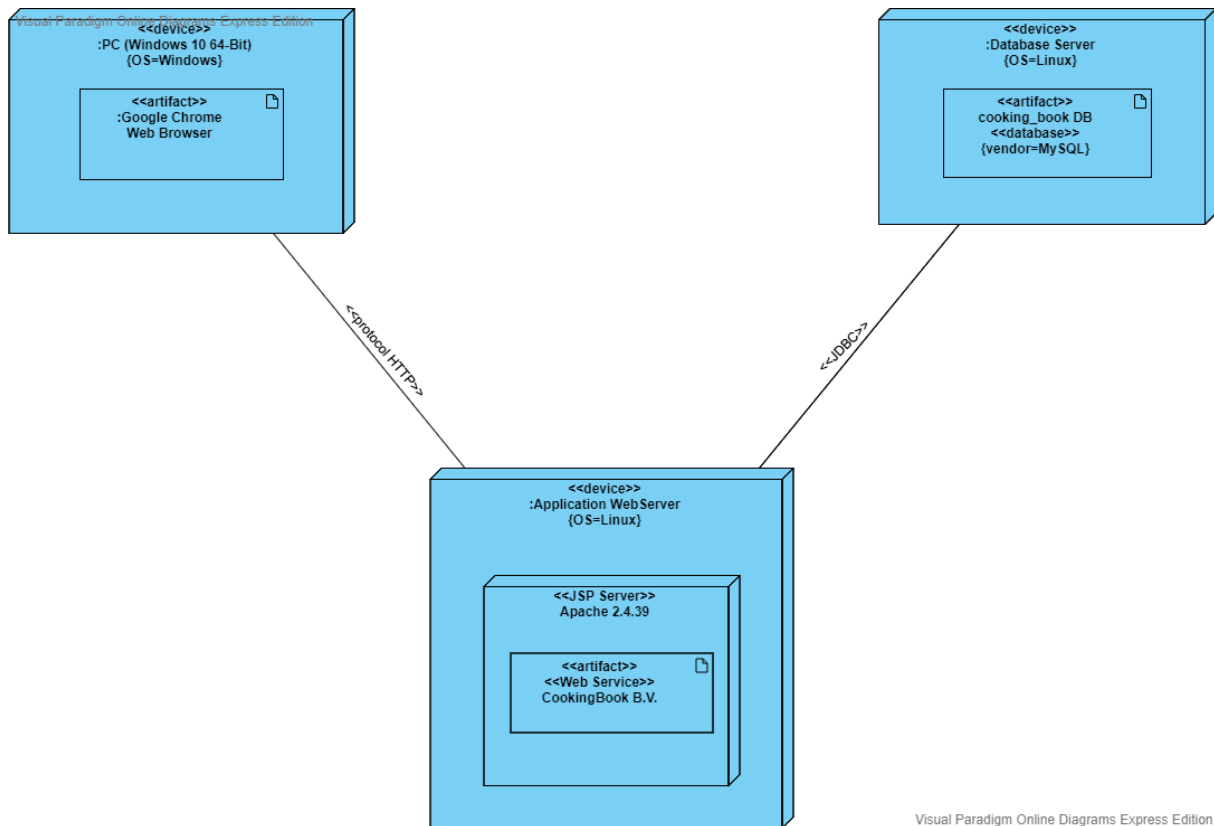 Visual Paradigm Online Diagrams Express Edition
<<device>>
:PC (Windows 10 64-Bit)
{OS=Windows}
<<artifact>>
:Google Chrome
Web Browser
<<device>>
:Database Server
{OS=Linux}
<<artifact>>
cooking_book DB
<<database>>
{vendor=MySQL}
<<protocol HTTP>>
<<JDBC>>
<<device>>
:Application WebServer
{OS=Linux}
<<JSP Server>>
Apache 2.4.39
<<artifact>>
<<Web Service>>
CookingBook B.V.
Visual Paradigm Online Diagrams Express Edition